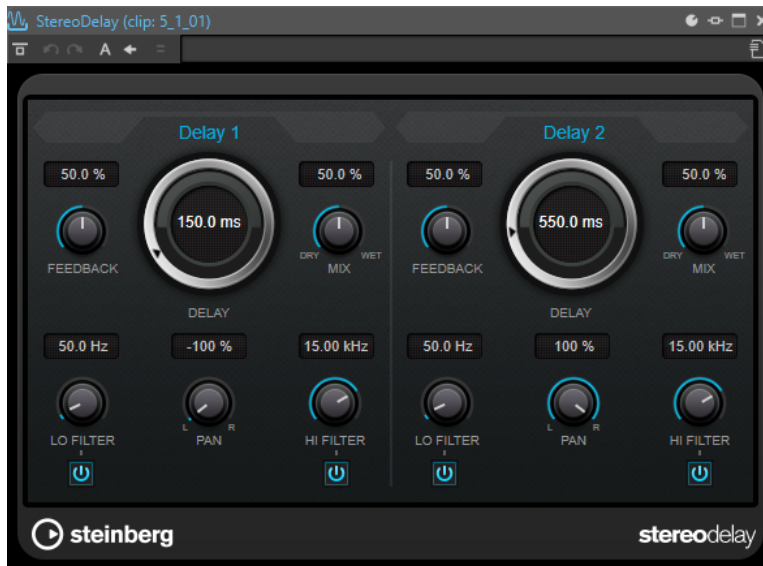 StereoDelay (clip: 5_1_01)
A
Delay 1
Delay 2
50.0 %
150.0 ms
50.0 %
50.0 %
550.0 ms
50.0 %
FEEDBACK
DRY
WET
MIX
FEEDBACK
DRY
WET
MIX
DELAY
DELAY
50.0 Hz
-100 %
15.00 kHz
50.0 Hz
100 %
15.00 kHz
L
R
L
R
LO FILTER
PAN
HI FILTER
LO FILTER
PAN
HI FILTER
steinberg
stereodelay